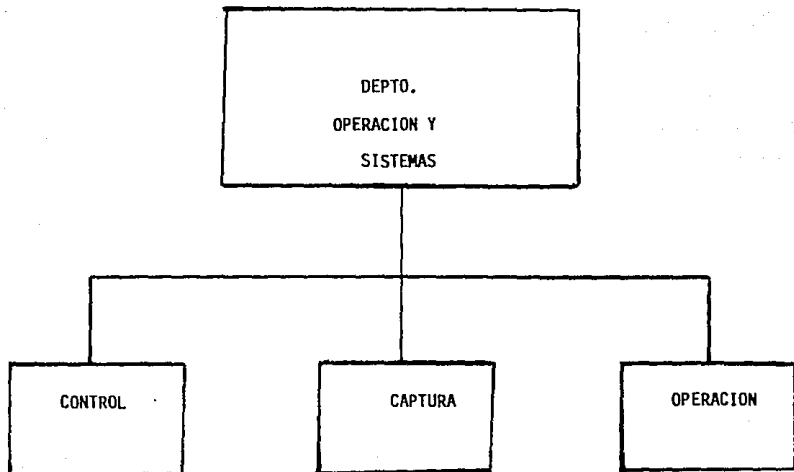 DEPTO.
OPERACION Y
SISTEMAS
CONTROL
CAPTURA
OPERACION